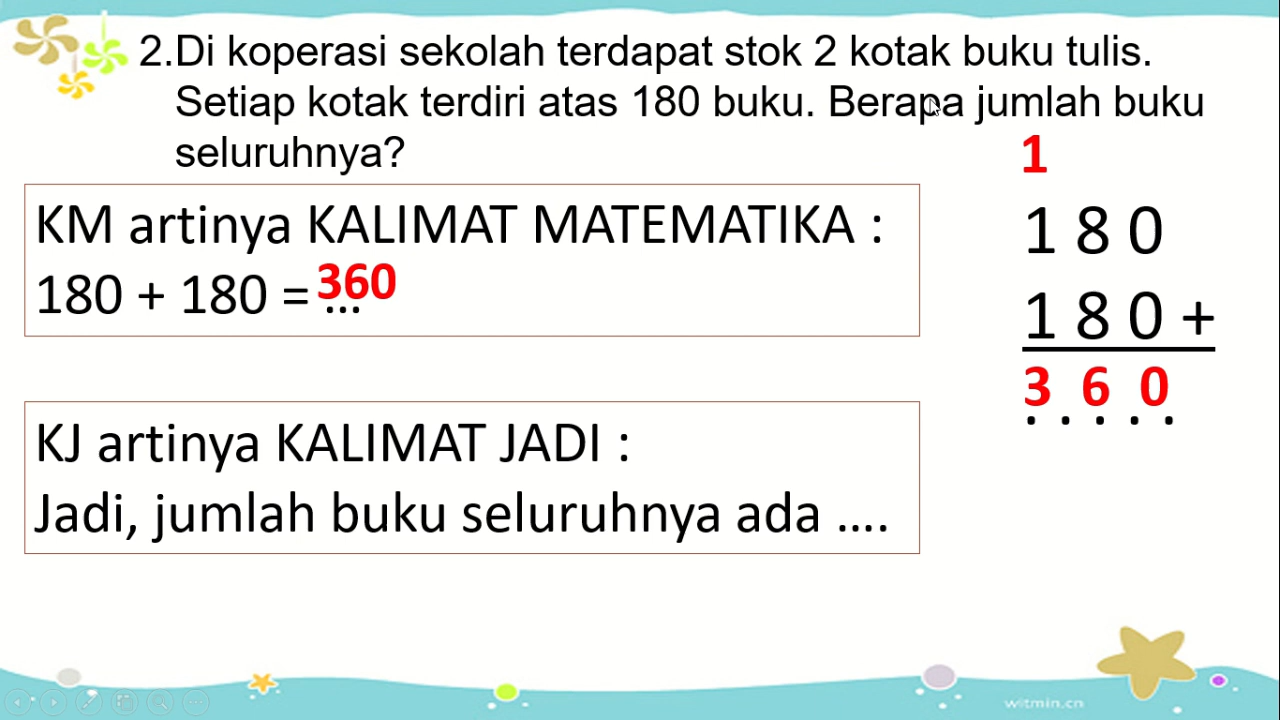 2.Di koperasi sekolah terdapat stok 2 kotak buku tulis.
Setiap kotak terdiri atas 180 buku. Berapa jumlah buku
seluruhnya?
KM artinya KALIMAT MATEMATIKA :
180 + 180 = ...
360
KJ artinya KALIMAT JADI :
Jadi, jumlah buku seluruhnya ada ....
1
1 8 0
1 8 0 +
3 6 0
. . . . .
witmin.cn